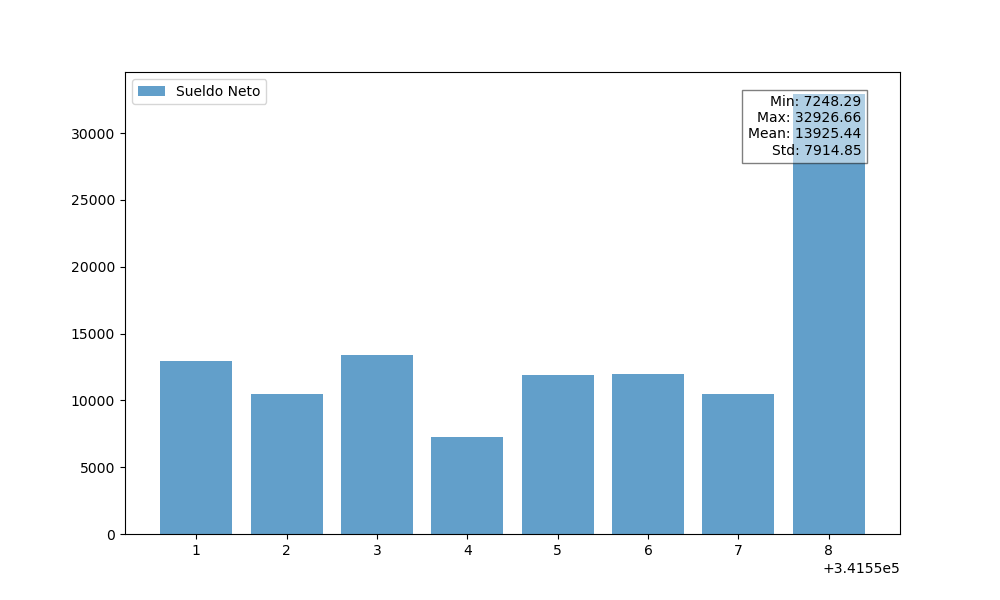 Sueldo Neto
Min: 7248.29
Max: 32926.66
Mean: 13925.44
Std: 7914.85
30000
25000
20000
15000
10000
5000
0
1 2 3 4 5 6 7 8
+3.4155e5